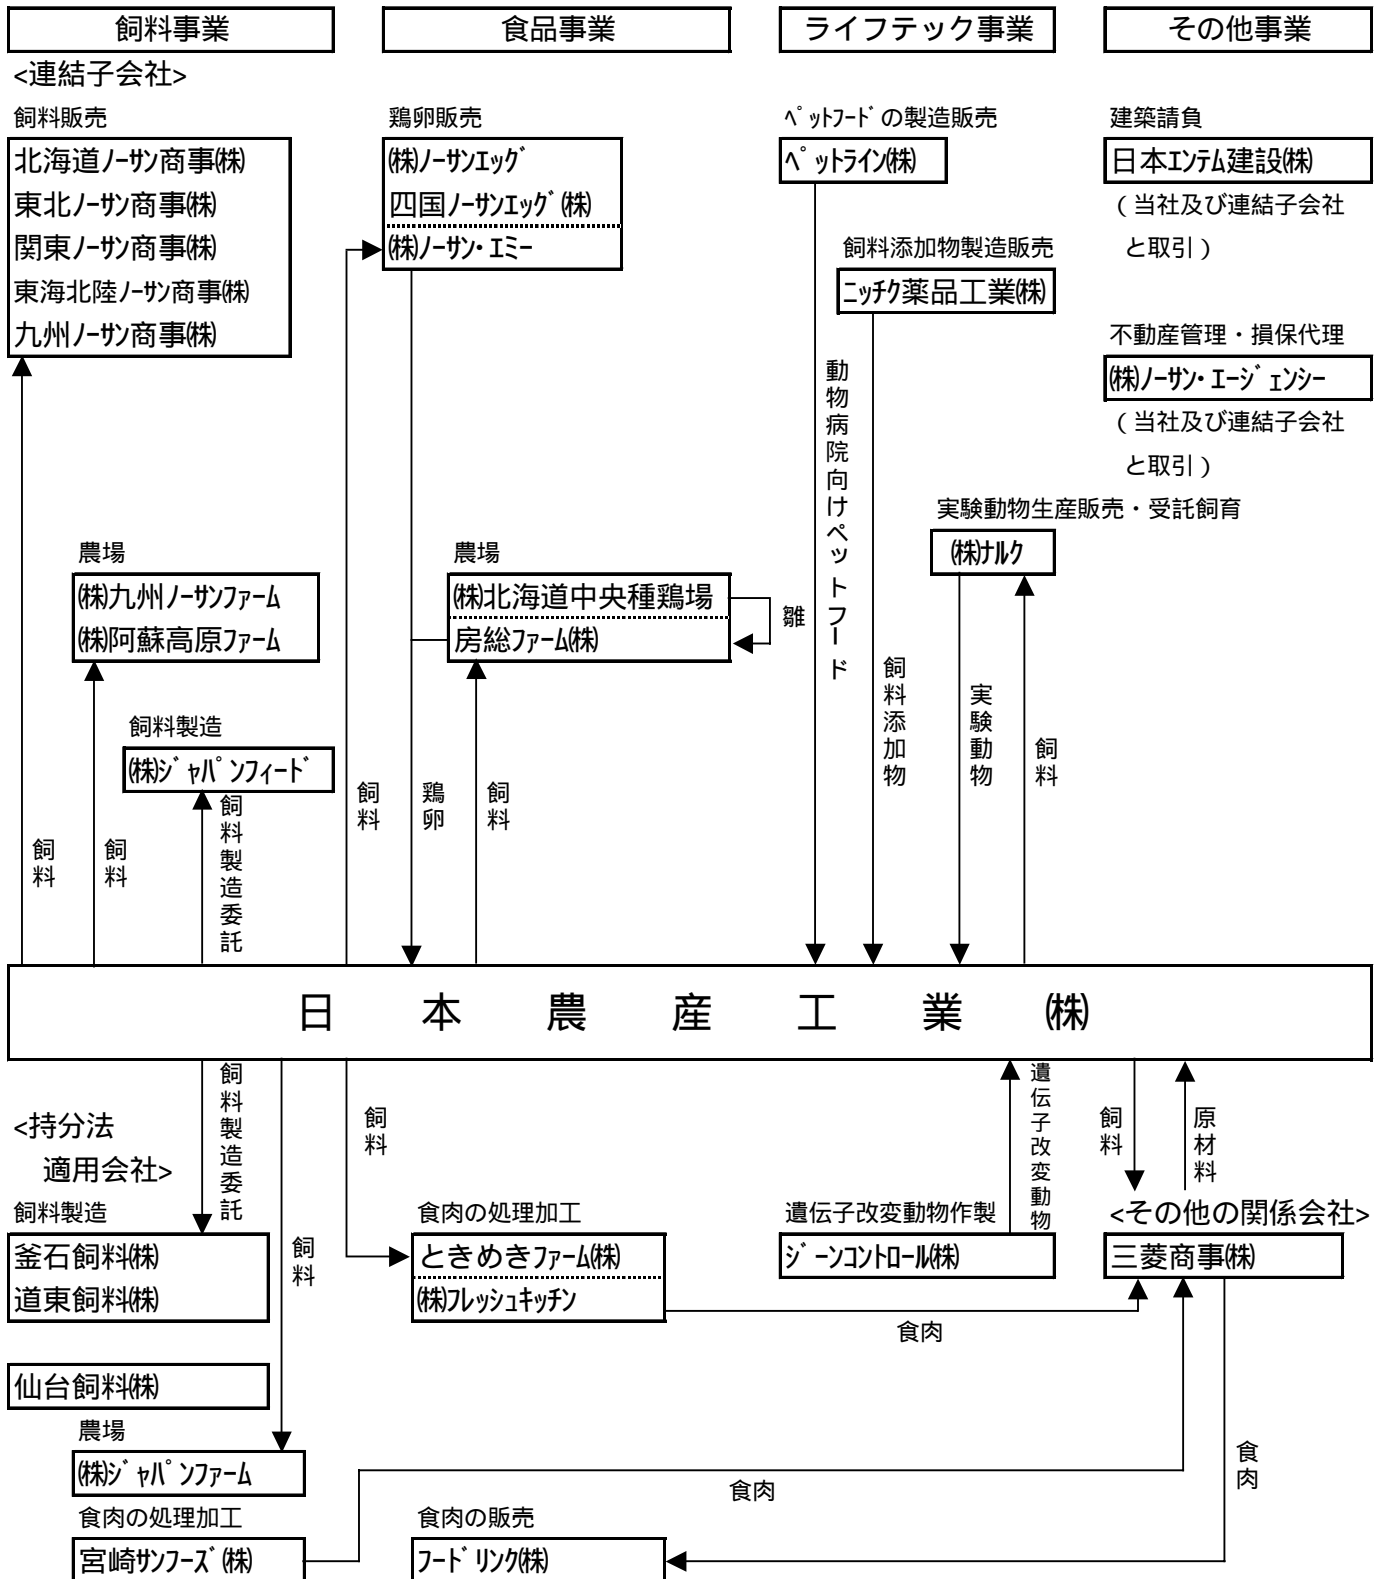 飼料事業
食品事業
ライフテック事業
その他事業
<連結子会社>
飼料販売
北海道ﾉｰｻﾝ商事㈱
東北ﾉｰｻﾝ商事㈱
関東ﾉｰｻﾝ商事㈱
東海北陸ﾉｰｻﾝ商事㈱
九州ﾉｰｻﾝ商事㈱
鶏卵販売
㈱ﾉｰｻﾝｴｯｸﾞ
四国ﾉｰｻﾝｴｯｸﾞ㈱
㈱ﾉｰｻﾝ･ｴﾐｰ
ﾍﾟｯﾄﾌｰﾄﾞの製造販売
ﾍﾟｯﾄﾗｲﾝ㈱
飼料添加物製造販売
ﾆｯﾁｸ薬品工業㈱
建築請負
日本ｴﾝﾃﾑ建設㈱
（当社及び連結子会社
と取引）
不動産管理・損保代理
㈱ﾉｰｻﾝ･ｴｰｼﾞｪﾝｼｰ
（当社及び連結子会社
と取引）
実験動物生産販売・受託飼育
㈱ﾅﾙｸ
農場
㈱九州ﾉｰｻﾝﾌｧｰﾑ
㈱阿蘇高原ﾌｧｰﾑ
農場
㈱北海道中央種鶏場
房総ﾌｧｰﾑ㈱
雛
動物病院向けペットフード
飼料製造
㈱ｼﾞｬﾊﾟﾝﾌｨｰﾄﾞ
飼料
飼料
飼料製造委託
飼料
鶏卵
飼料
飼料添加物
実験動物
飼料
日本農産工業㈱
<持分法
適用会社>
飼料製造委託
飼料
飼料
遺伝子改変動物
飼料
原材料
飼料製造
釜石飼料㈱
道東飼料㈱
仙台飼料㈱
食肉の処理加工
ときめきﾌｧｰﾑ㈱
㈱ﾌﾚｯｼｭｷｯﾁﾝ
遺伝子改変動物作製
ｼﾞｰﾝｺﾝﾄﾛｰﾙ㈱
<その他の関係会社>
三菱商事㈱
食肉
農場
㈱ｼﾞｬﾊﾟﾝﾌｧｰﾑ
食肉
食肉
食肉の処理加工
宮崎ｻﾝﾌｰｽﾞ㈱
食肉の販売
ﾌｰﾄﾞﾘﾝｸ㈱